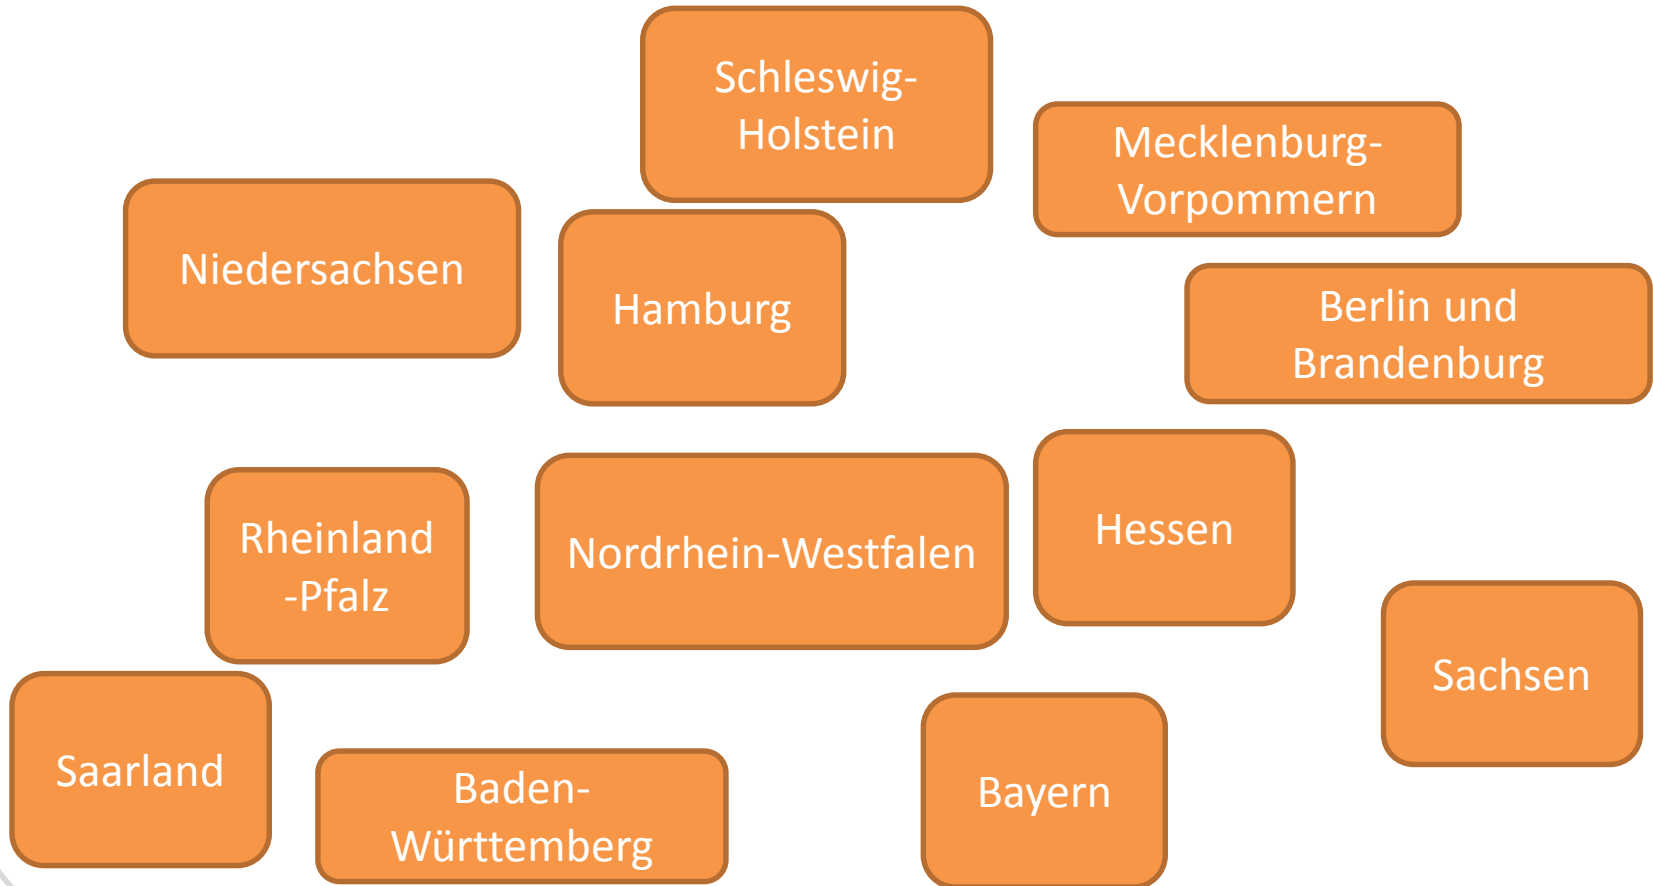 Schleswig-
Holstein
Mecklenburg-
Vorpommern
Niedersachsen
Hamburg
Berlin und
Brandenburg
Rheinland
-Pfalz
Nordrhein-Westfalen
Hessen
Sachsen
Saarland
Baden-
Württemberg
Bayern